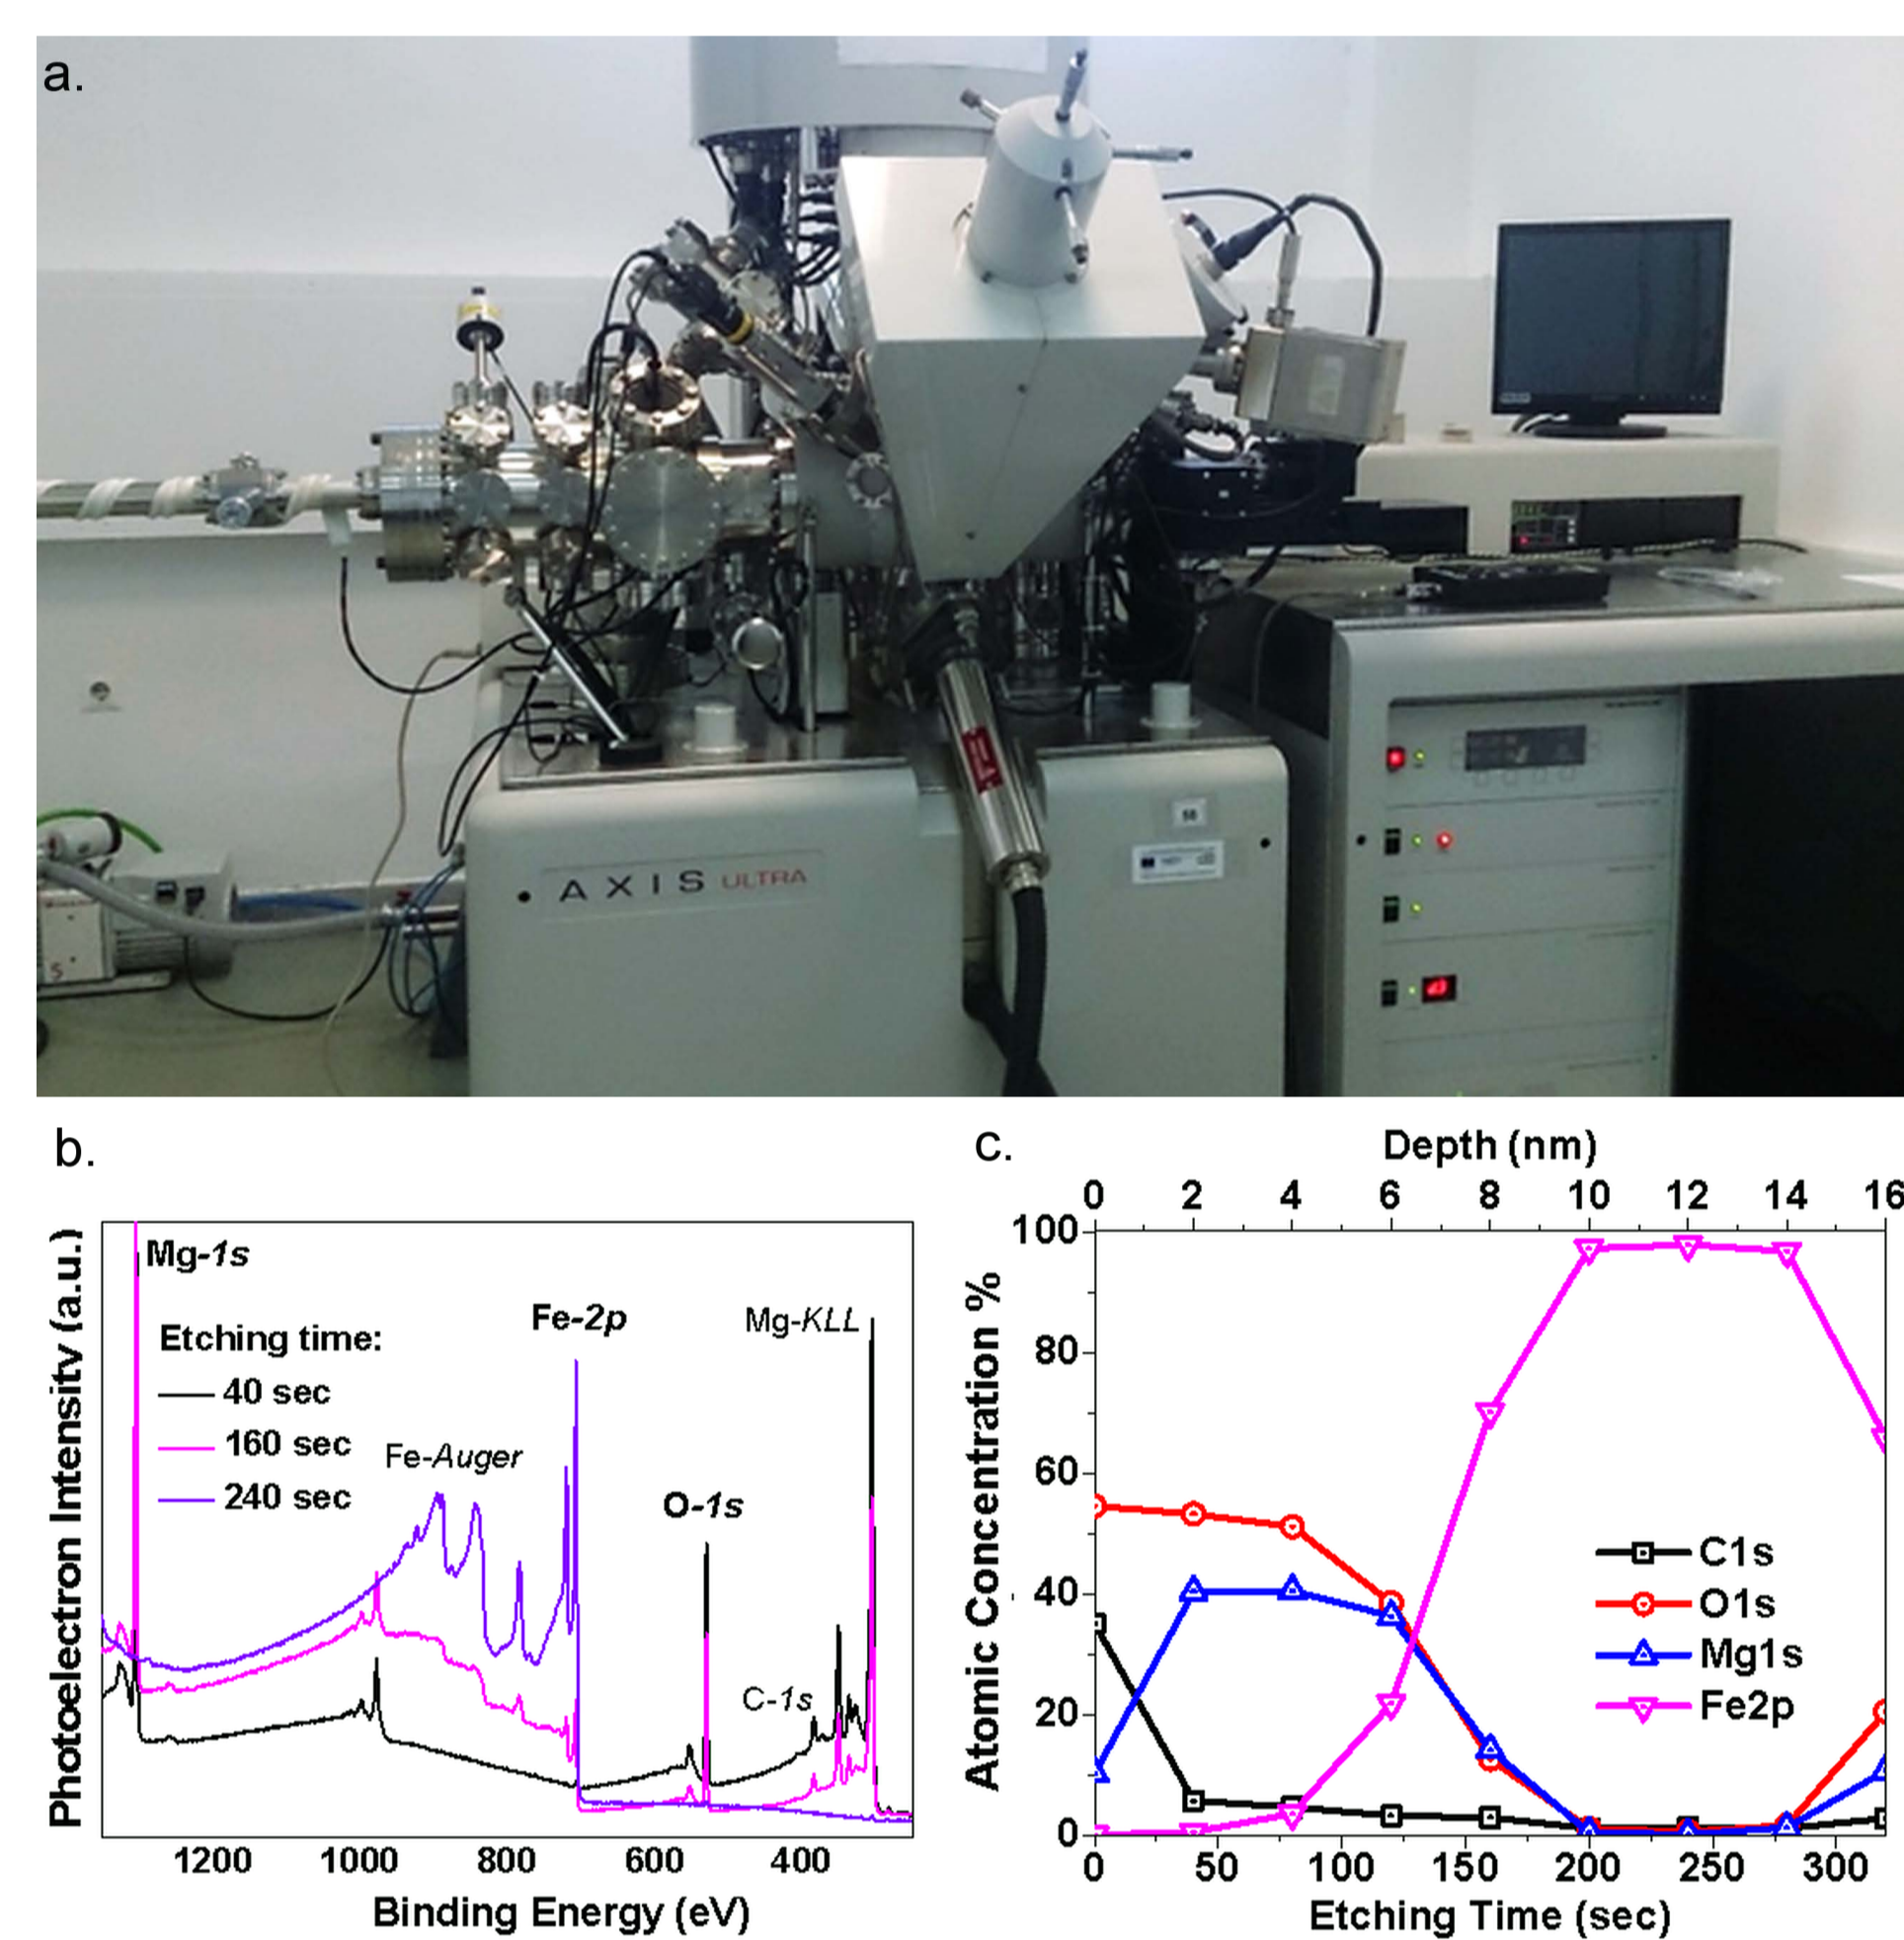 a.
AXIS ULTRA
58
5
b.
Photoelectron Intensity (a.u.)
Mg-1s
Etching time:
40 sec
160 sec
240 sec
Fe-Auger
Fe-2p
O-1s
Mg-KLL
C-1s
1200 1000 800 600 400
Binding Energy (eV)
c.
Depth (nm)
0 2 4 6 8 10 12 14 16
Atomic Concentration %
100
80
60
40
20
0
C1s
O1s
Mg1s
Fe2p
0 50 100 150 200 250 300
Etching Time (sec)